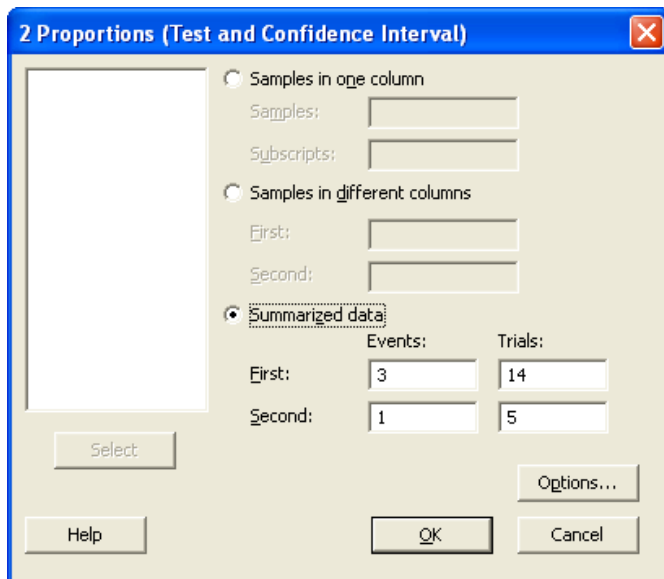 2 Proportions (Test and Confidence Interval)
Samples in one column
Samples:
Subscripts:
Samples in different columns
First:
Second:
Summarized data
Events: Trials:
First: 3 14
Second: 1 5
Select
Options...
Help OK Cancel